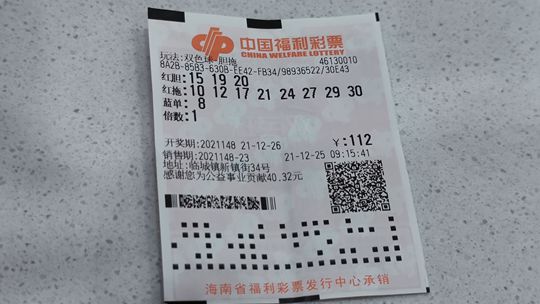 中国福利彩票
CHINA WELFARE LOTTERY
玩法:双色球-胆拖 46130010
8A2B-85B3-630B-EE42-FB34/98936522/30E43
红胆:15 19 20
红拖:10 12 17 21 24 27 29 30
蓝单: 8
倍数:1
开奖期:2021148 21-12-26 ¥:112
销售期:2021148-23 21-12-25 09:15:41
地址:临城镇新镇街34号
感谢您为公益事业贡献40.32元
海南省福利彩票发行中心承销